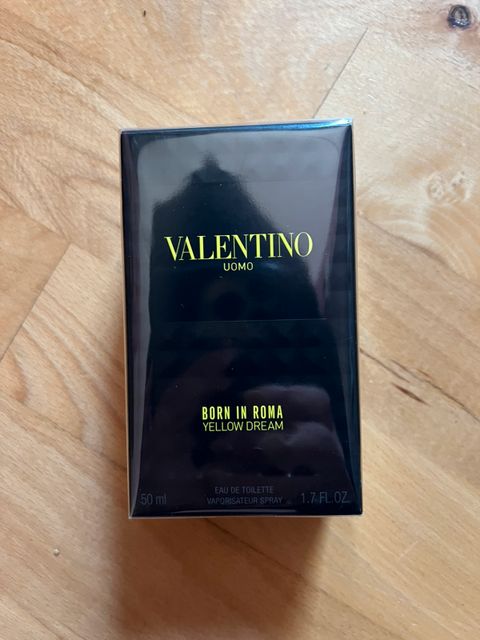 VALENTINO
UOMO
BORN IN ROMA
YELLOW DREAM
EAU DE TOILETTE
50 ml VAPORISATEUR SPRAY 1.7 FL. OZ.